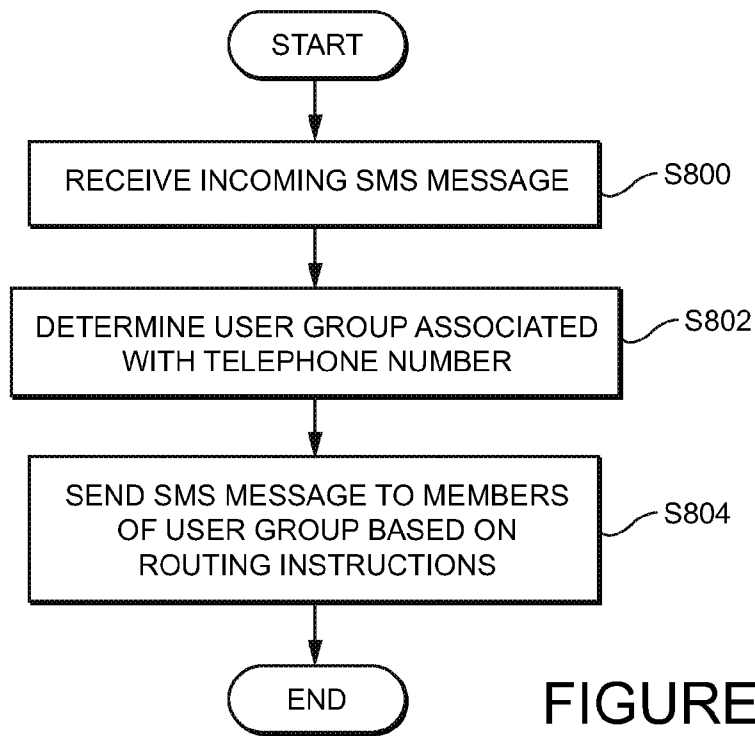 START
RECEIVE INCOMING SMS MESSAGE
S800
DETERMINE USER GROUP ASSOCIATED
WITH TELEPHONE NUMBER
S802
SEND SMS MESSAGE TO MEMBERS
OF USER GROUP BASED ON
ROUTING INSTRUCTIONS
S804
END
FIGURE